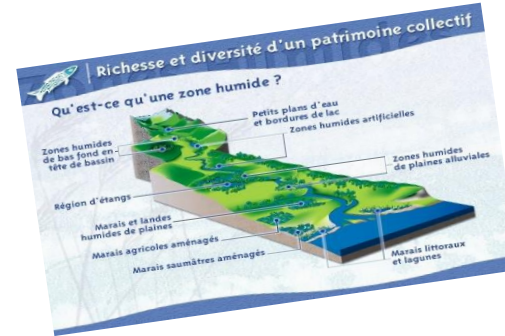 Richesse et diversité d'un patrimoine collectif
Qu'est-ce qu'une zone humide ?
Petits plans d'eau
et bordures de lac
Zones humides artificielles
Zones humides
de bas fond en
tête de bassin
Zones humides
de plaines alluviales
Région d'étangs
Marais et landes
humides de plaines
Marais agricoles aménagés
Marais saumâtres aménagés
Marais littoraux
et lagunes